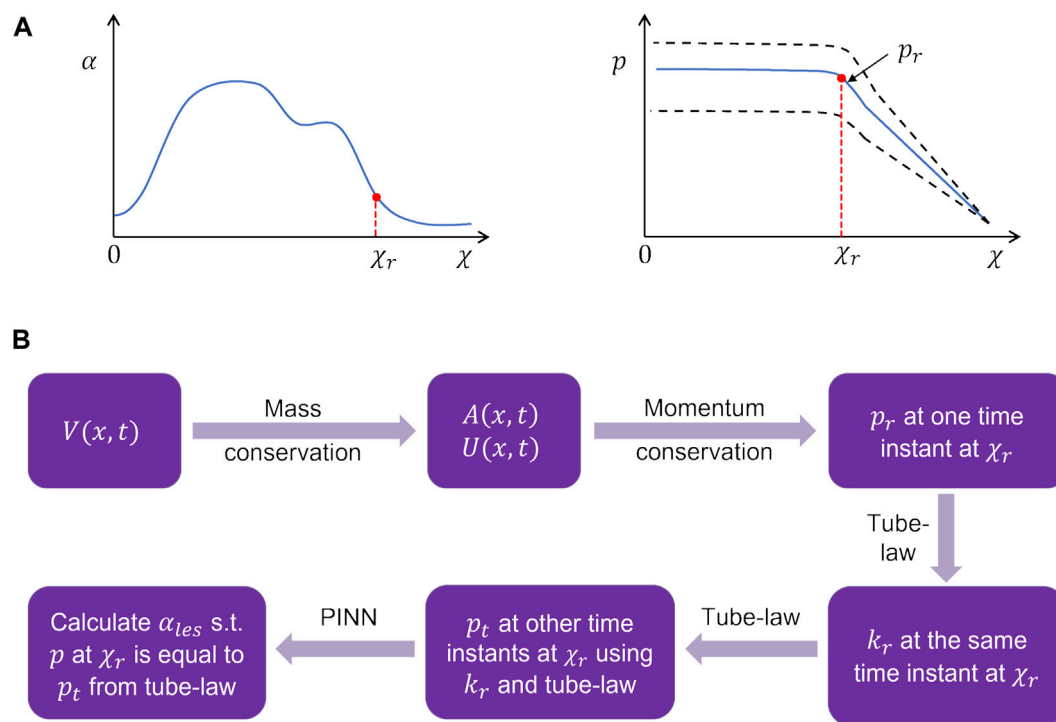 A
α
0
χᵣ
χ
p
pᵣ
0
χᵣ
χ
B
V(x, t)
Mass
conservation
A(x, t)
U(x, t)
Momentum
conservation
pᵣ at one time
instant at χᵣ
Tube-
law
Calculate αₗₑₛ s.t.
p at χᵣ is equal to
pₜ from tube-law
PINN
pₜ at other time
instants at χᵣ using
kᵣ and tube-law
Tube-law
kᵣ at the same
time instant at χᵣ